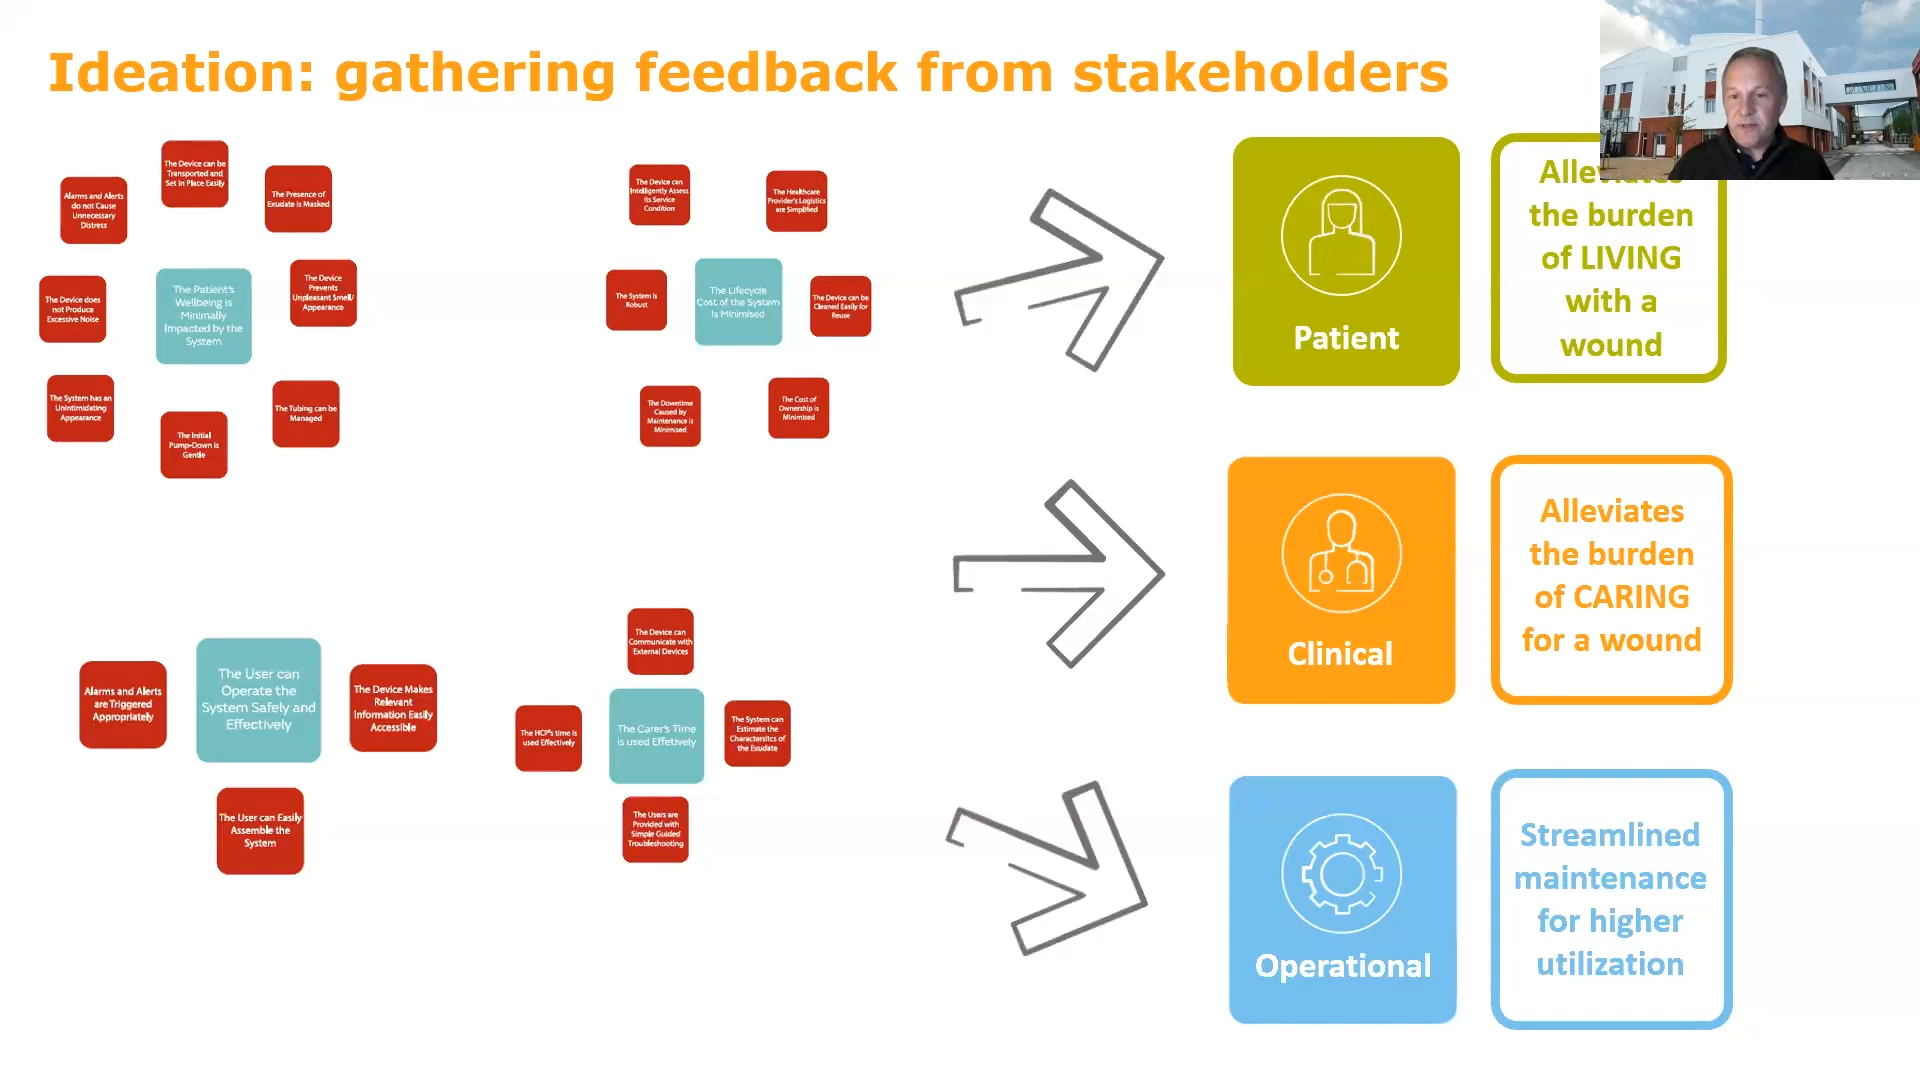 Ideation: gathering feedback from stakeholders
The Device can be
Transported and
Set in Place Easily
Alarms and Alerts
do not Cause
Unnecessary
Distress
The Presence of
Exudate is Masked
The Device does
not Produce
Excessive Noise
The Patient's
Wellbeing is
Minimally
Impacted by the
System
The Device
Prevents
Unpleasant Smell/
Appearance
The System has an
Unintimidating
Appearance
The Initial
Pump-Down is
Gentle
The Tubing can be
Managed
The Device can
Intelligently Assess
its Service
Condition
The Healthcare
Provider's Logistics
are Simplified
The System is
Robust
The Lifecycle
Cost of the System
is Minimised
The Device can be
Cleaned Easily for
Reuse
The Downtime
Caused by
Maintenance is
Minimised
The Cost of
Ownership is
Minimised
Alarms and Alerts
are Triggered
Appropriately
The User can
Operate the
System Safely and
Effectively
The Device Makes
Relevant
Information Easily
Accessible
The User can Easily
Assemble the
System
The Device can
Communicate with
External Devices
The HCP's time is
used Effectively
The Carer's Time
is used Effetively
The System can
Estimate the
Charactersitcs of
the Exudate
The Users are
Provided with
Simple Guided
Troubleshooting
Patient
Alleviates
the burden
of LIVING
with a
wound
Clinical
Alleviates
the burden
of CARING
for a wound
Operational
Streamlined
maintenance
for higher
utilization